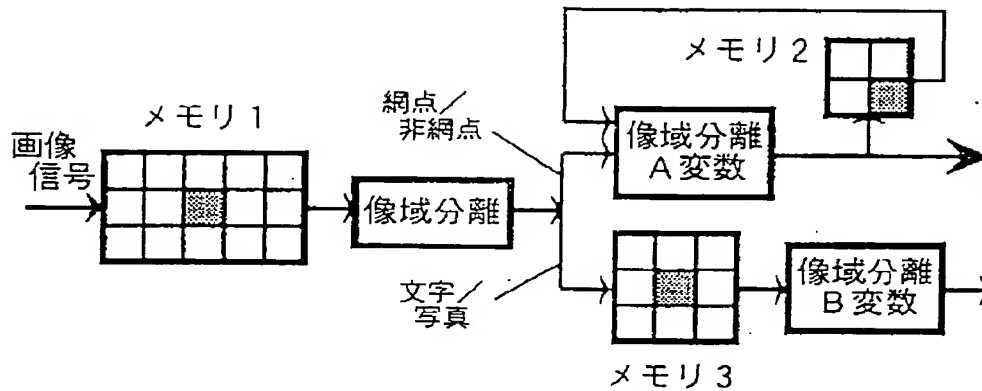 メモリ1
画像
信号
像域分離
網点/
非網点
文字/
写真
メモリ2
像域分離
A変数
メモリ3
像域分離
B変数